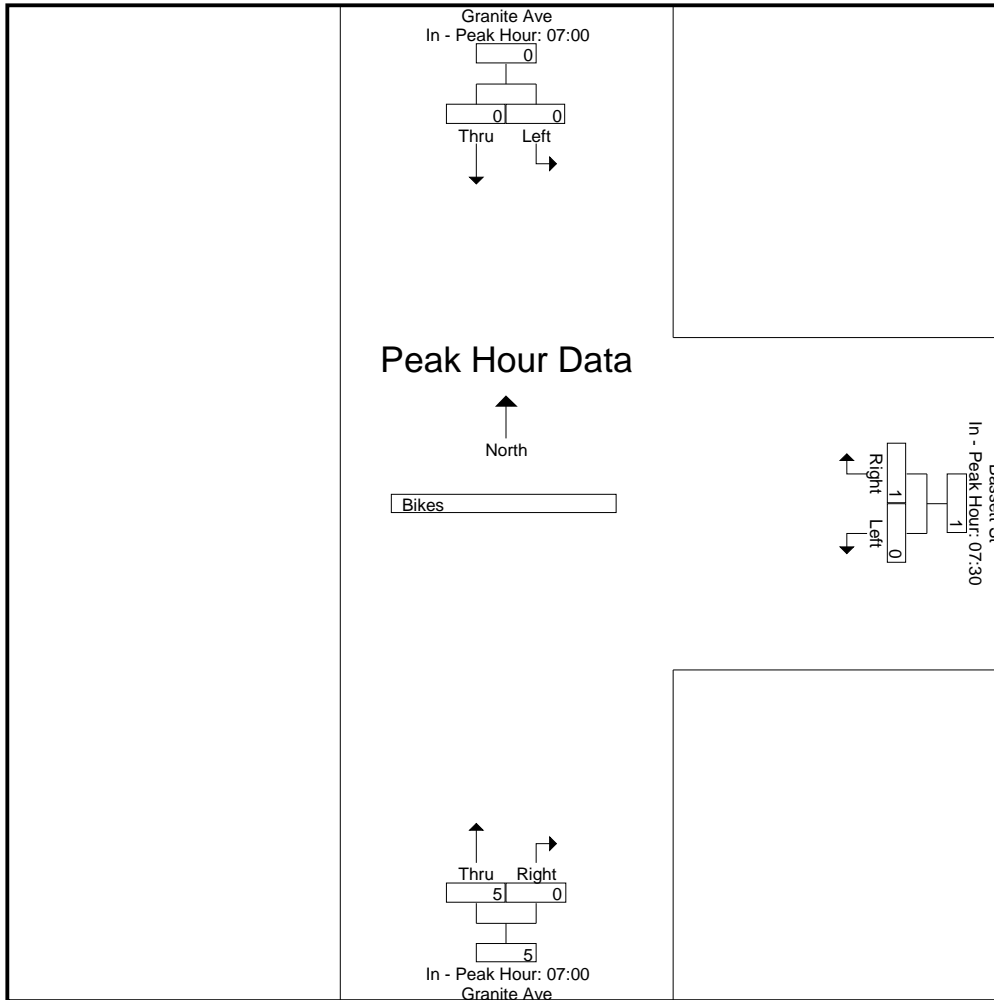 Granite Ave
In - Peak Hour: 07:00
0
0 0
Thru Left
Peak Hour Data
North
Bikes
In - Peak Hour: 07:30
1
Right Left
1 0
Thru Right
5 0
5
In - Peak Hour: 07:00
Granite Ave